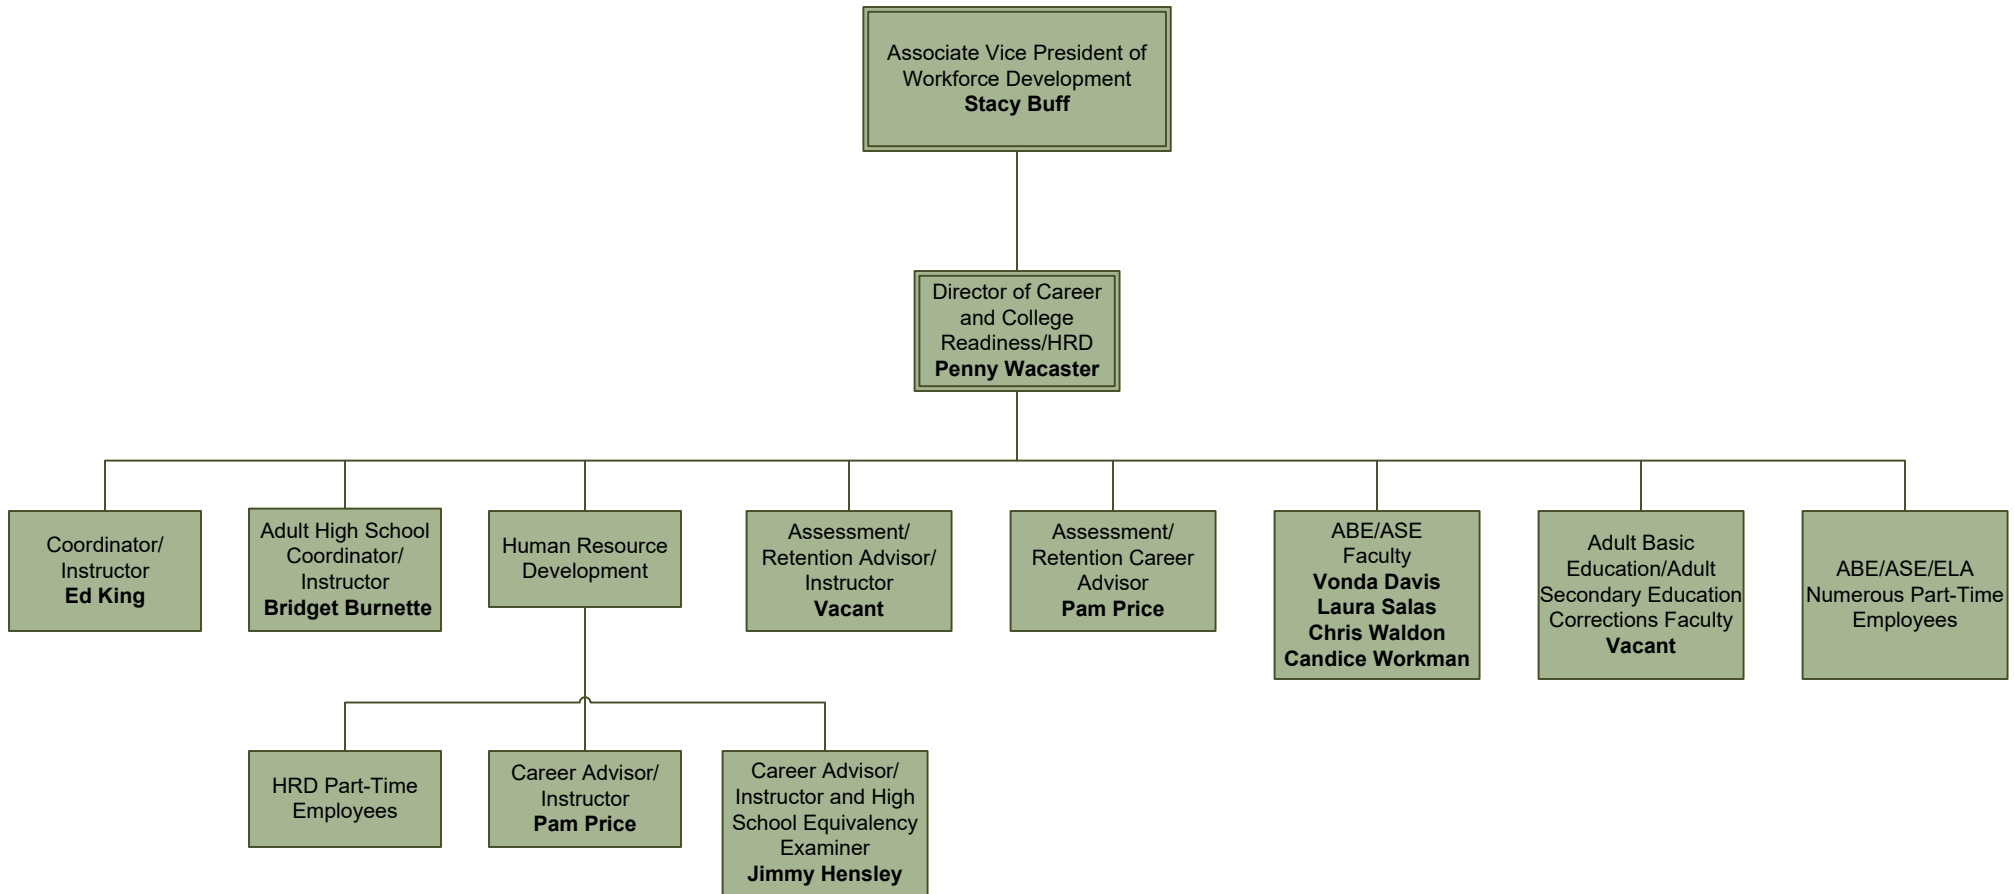 Associate Vice President of
Workforce Development
Stacy Buff
Director of Career
and College
Readiness/HRD
Penny Wacaster
Coordinator/
Instructor
Ed King
Adult High School
Coordinator/
Instructor
Bridget Burnette
Human Resource
Development
Assessment/
Retention Advisor/
Instructor
Vacant
Assessment/
Retention Career
Advisor
Pam Price
ABE/ASE
Faculty
Vonda Davis
Laura Salas
Chris Waldon
Candice Workman
Adult Basic
Education/Adult
Secondary Education
Corrections Faculty
Vacant
ABE/ASE/ELA
Numerous Part-Time
Employees
HRD Part-Time
Employees
Career Advisor/
Instructor
Pam Price
Career Advisor/
Instructor and High
School Equivalency
Examiner
Jimmy Hensley